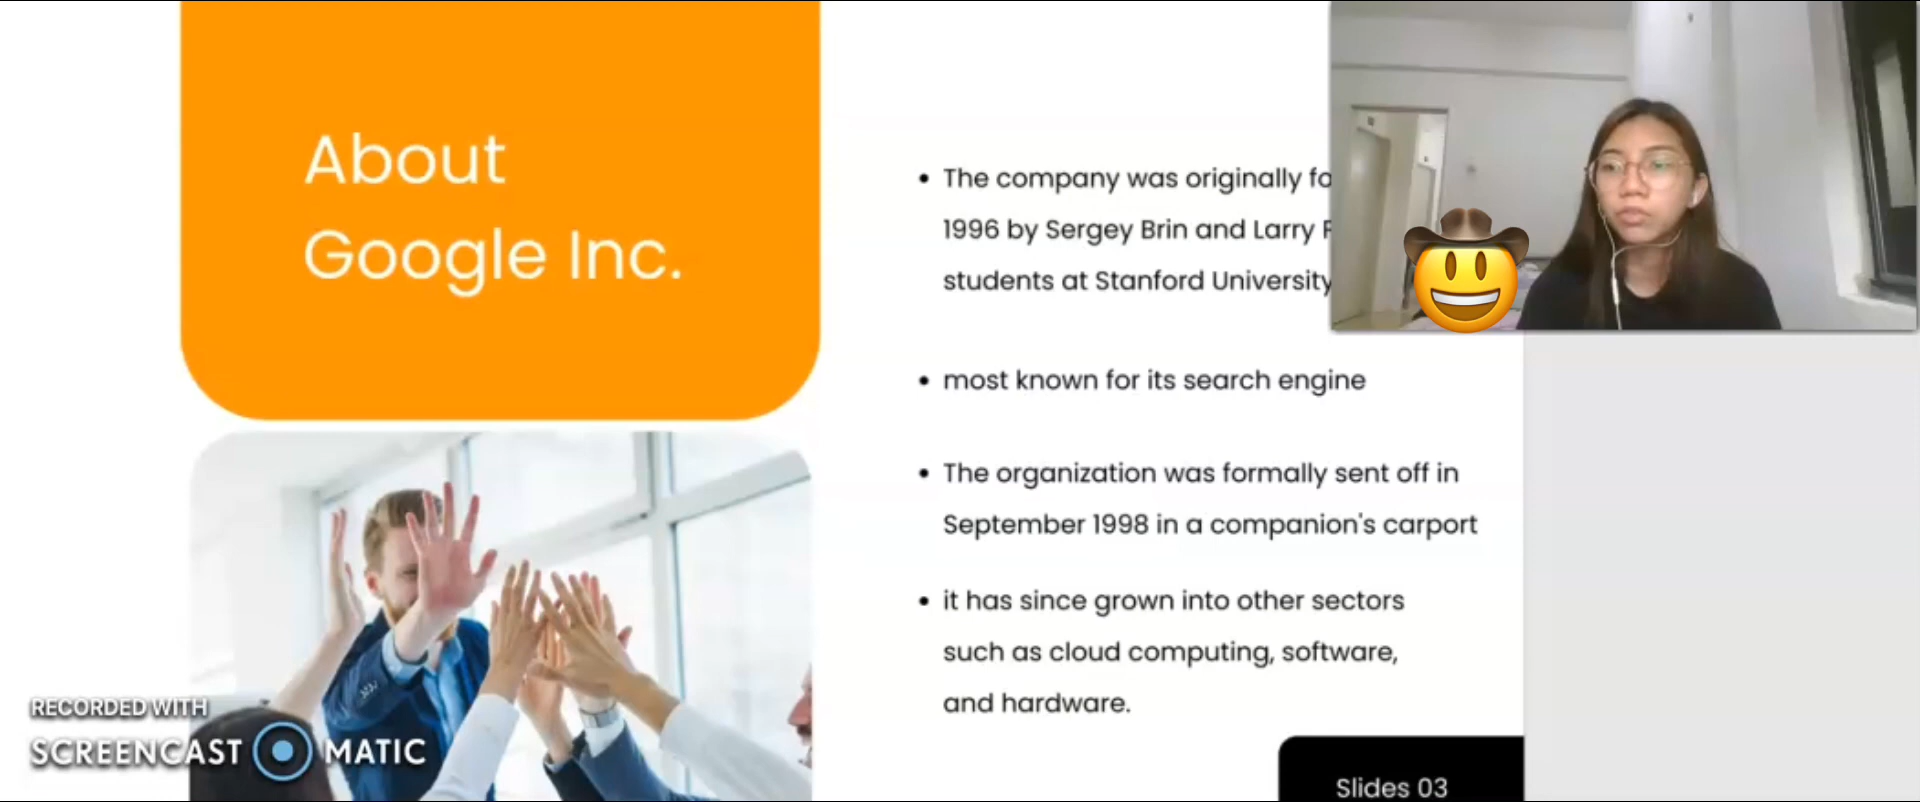 About
Google Inc.
• The company was originally fo
1996 by Sergey Brin and Larry
students at Stanford University
• most known for its search engine
• The organization was formally sent off in
September 1998 in a companion's carport
• it has since grown into other sectors
such as cloud computing, software,
and hardware.
RECORDED WITH
SCREENCAST MATIC
Slides 03